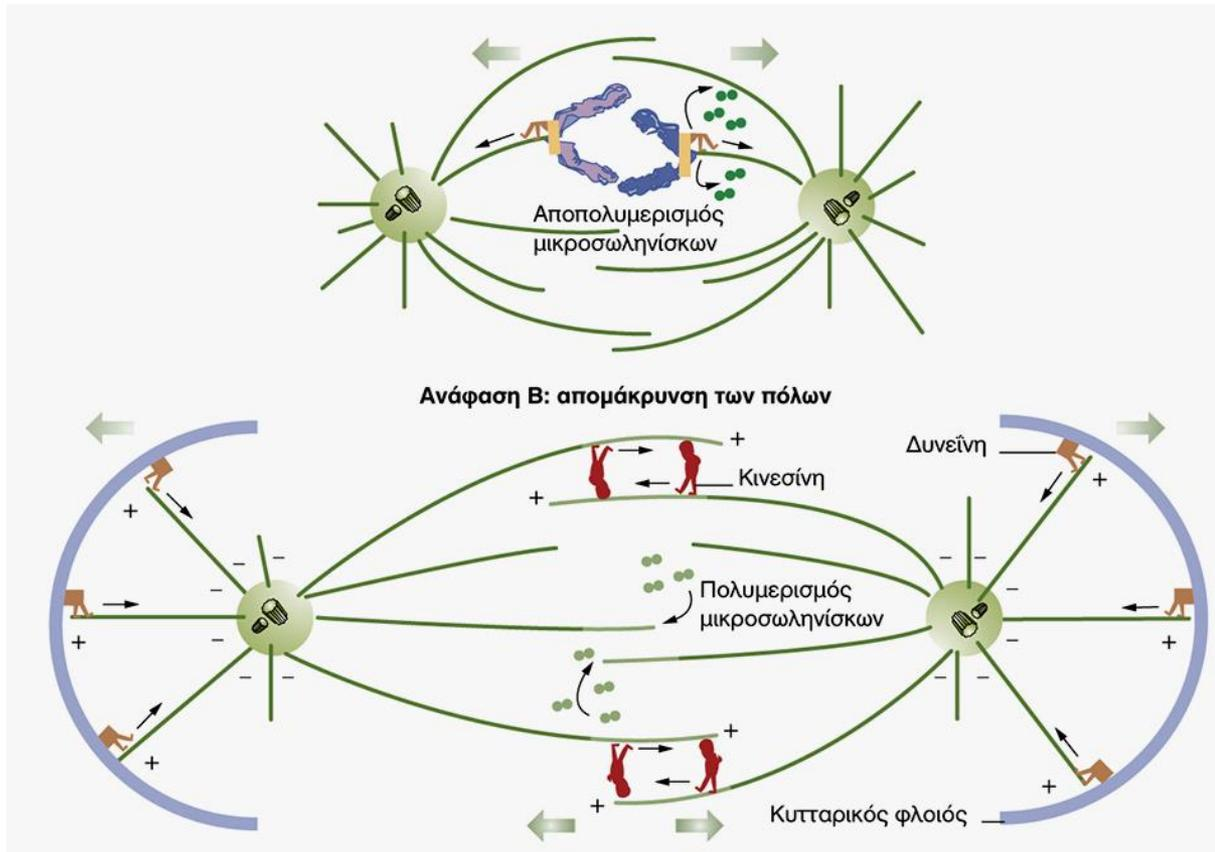 Αποπολυμερισμός
μικροσωληνίσκων
Ανάφαση Β: απομάκρυνση των πόλων
Δυνεΐνη
Κινεσίνη
+
+
+
+
+
+
+
+
+
+
− −
− −
−
−
−
−
− −
− −
Πολυμερισμός
μικροσωληνίσκων
Κυτταρικός φλοιός